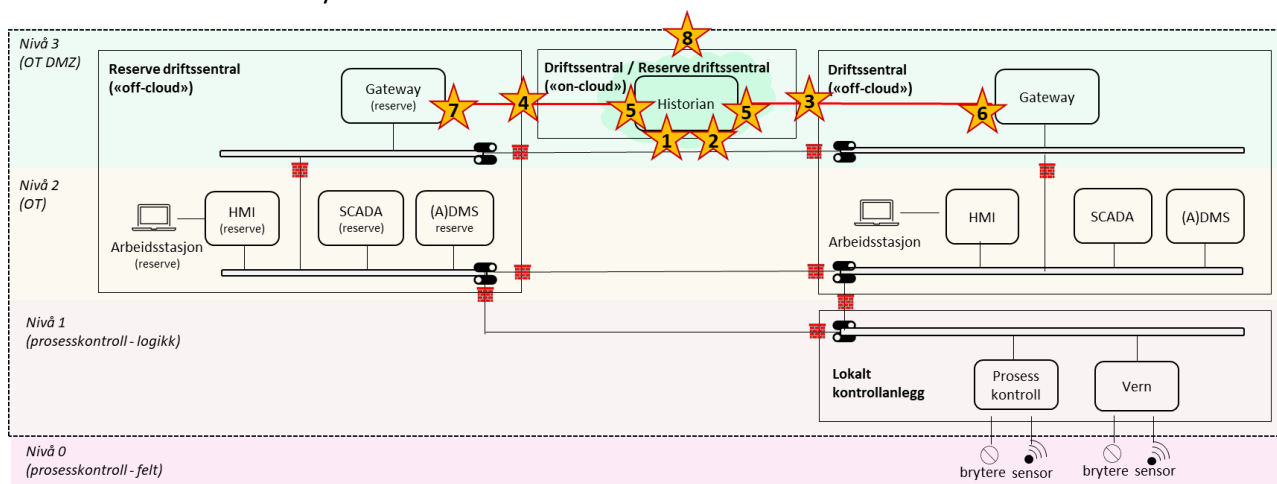 Nivå 3
(OT DMZ)
Reserve driftssentral
(«off-cloud»)
Gateway
(reserve)
7
4
Driftssentral / Reserve driftssentral
(«on-cloud»)
8
Historian
5
5
1
2
3
Driftssentral
(«off-cloud»)
6
Gateway
Nivå 2
(OT)
Arbeidsstasjon
(reserve)
HMI
(reserve)
SCADA
(reserve)
(A)DMS
reserve
Arbeidsstasjon
HMI
SCADA
(A)DMS
Nivå 1
(prosesskontroll - logikk)
Lokalt
kontrollanlegg
Prosess
kontroll
Vern
Nivå 0
(prosesskontroll - felt)
brytere sensor
brytere sensor